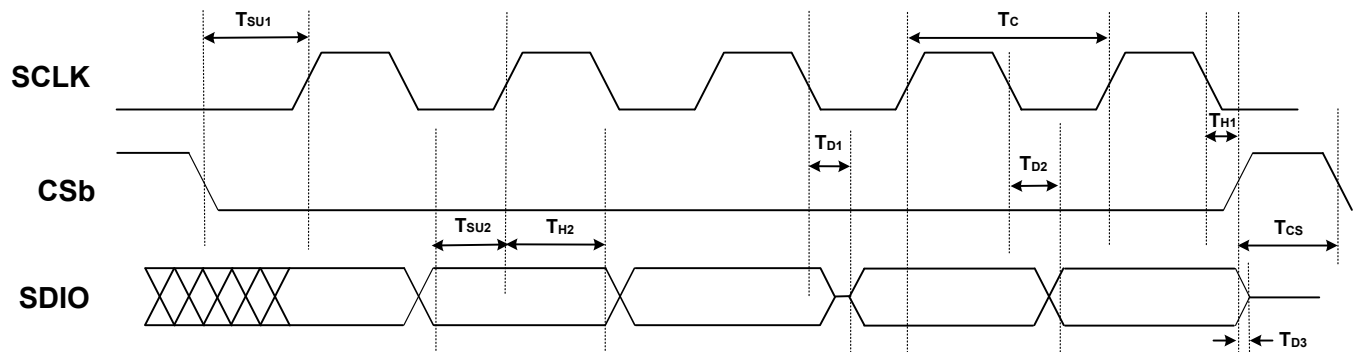 TSU1
TC
SCLK
TH1
TD1
TD2
CSb
TSU2
TH2
TCS
SDIO
TD3